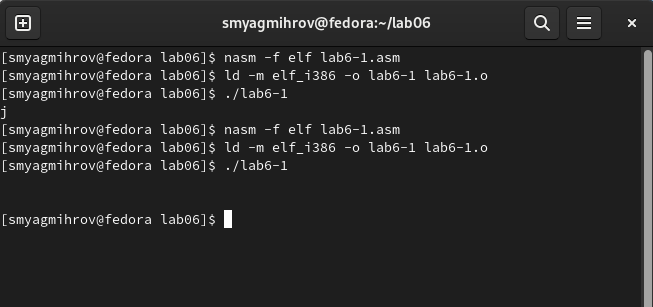 smyagmihrov@fedora:~/lab06
[smyagmihrov@fedora lab06]$ nasm -f elf lab6-1.asm
[smyagmihrov@fedora lab06]$ ld -m elf_i386 -o lab6-1 lab6-1.o
[smyagmihrov@fedora lab06]$ ./lab6-1
j
[smyagmihrov@fedora lab06]$ nasm -f elf lab6-1.asm
[smyagmihrov@fedora lab06]$ ld -m elf_i386 -o lab6-1 lab6-1.o
[smyagmihrov@fedora lab06]$ ./lab6-1
[smyagmihrov@fedora lab06]$